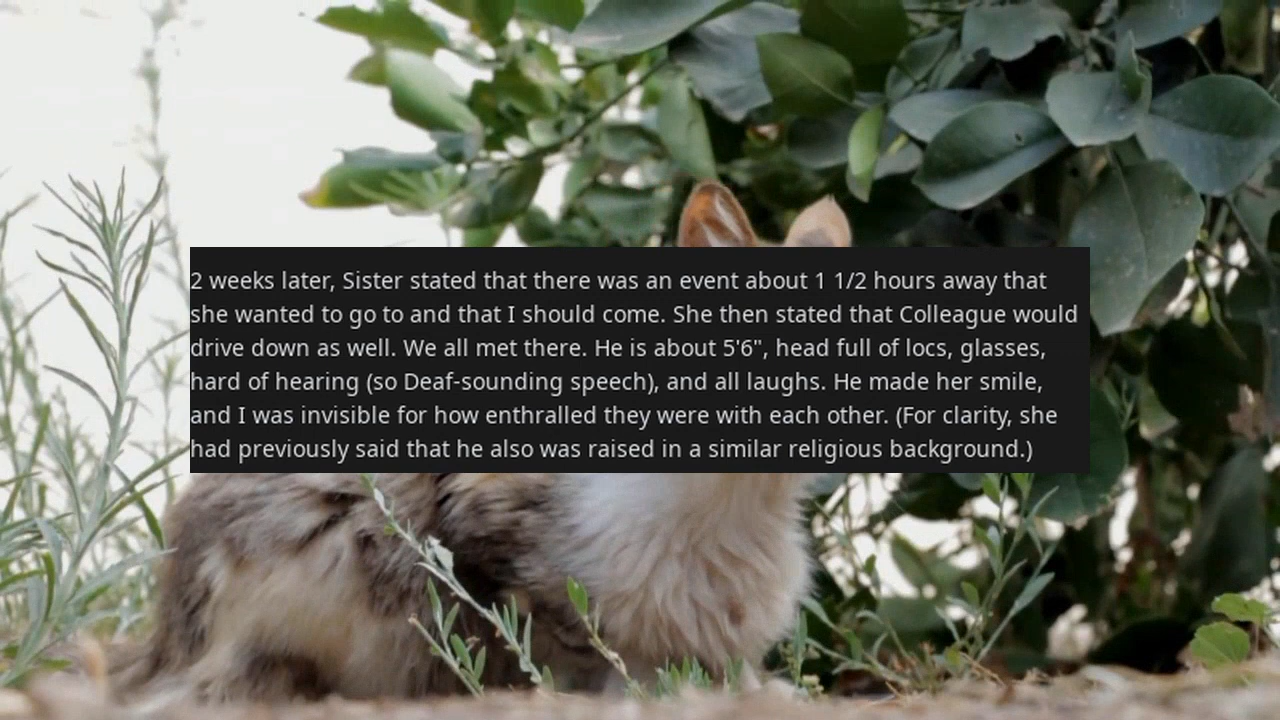 2 weeks later, Sister stated that there was an event about 1 1/2 hours away that
she wanted to go to and that I should come. She then stated that Colleague would
drive down as well. We all met there. He is about 5'6", head full of locs, glasses,
hard of hearing (so Deaf-sounding speech), and all laughs. He made her smile,
and I was invisible for how enthralled they were with each other. (For clarity, she
had previously said that he also was raised in a similar religious background.)